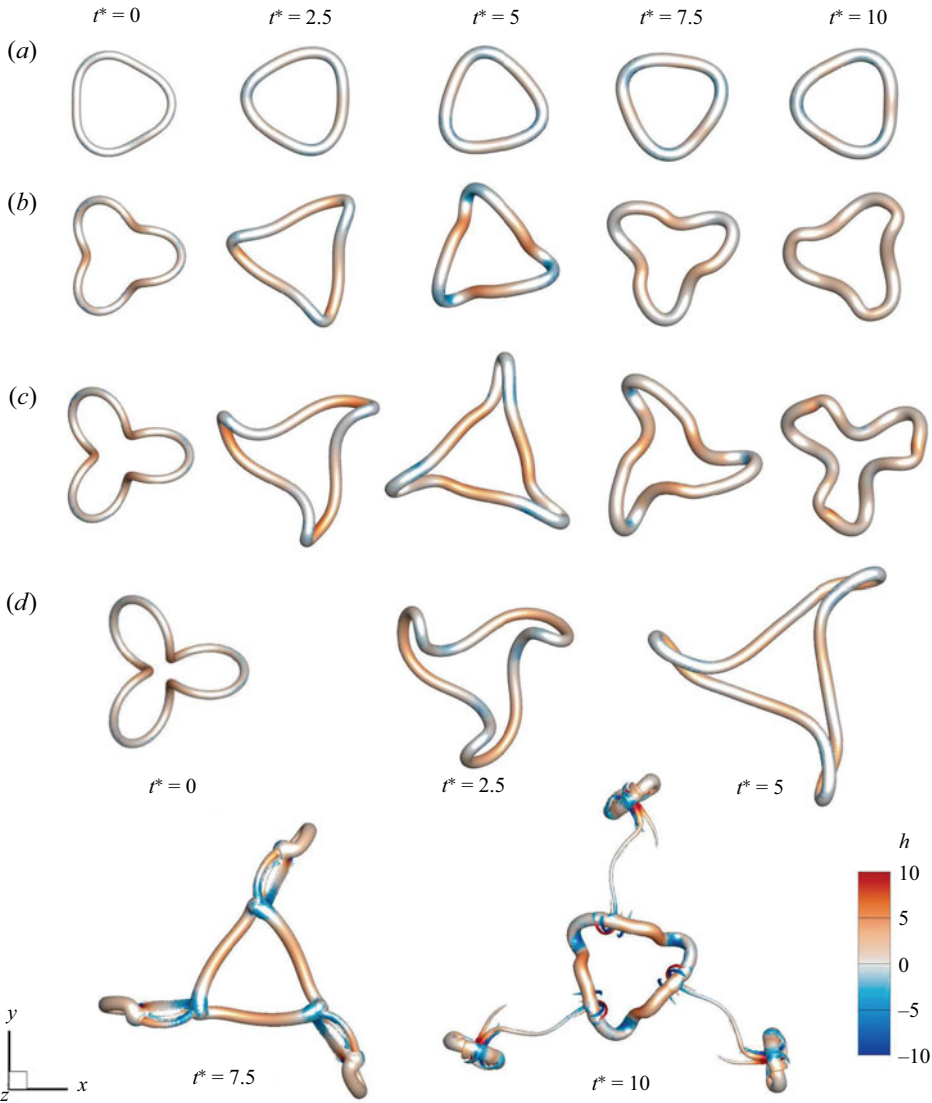 t* = 0 t* = 2.5 t* = 5 t* = 7.5 t* = 10
(a)
(b)
(c)
(d)
t* = 0 t* = 2.5 t* = 5
h
10
5
0
–5
–10
y
z x
t* = 7.5 t* = 10